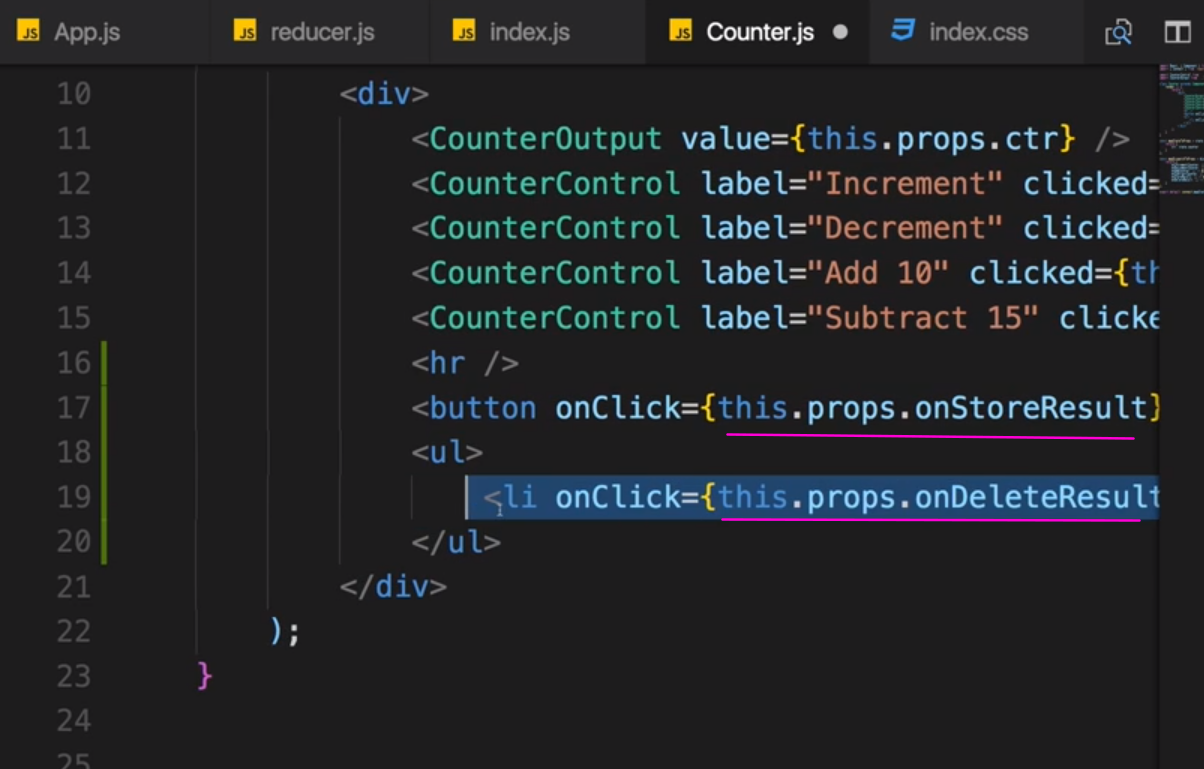 JS App.js JS reducer.js JS index.js JS Counter.js index.css
10 <div>
11 <CounterOutput value={this.props.ctr} />
12 <CounterControl label="Increment" clicked=
13 <CounterControl label="Decrement" clicked=
14 <CounterControl label="Add 10" clicked={th
15 <CounterControl label="Subtract 15" clicke
16 <hr />
17 <button onClick={this.props.onStoreResult}
18 <ul>
19 <li onClick={this.props.onDeleteResult
20 </ul>
21 </div>
22 );
23 }
24
25